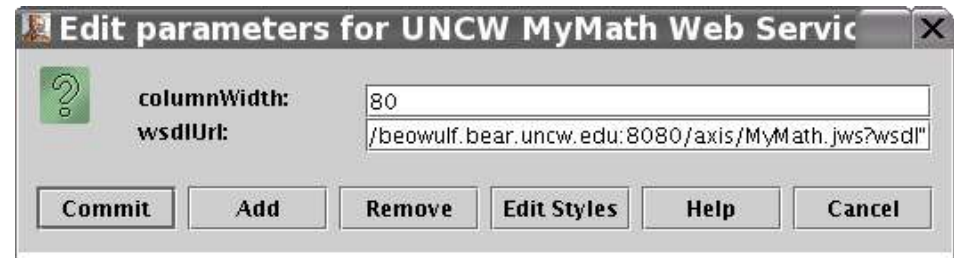 Edit parameters for UNCW MyMath Web Servic
columnWidth: 80
wsdlUrl: /beowulf.bear.uncw.edu:8080/axis/MyMath.jws?wsdl"
Commit Add Remove Edit Styles Help Cancel